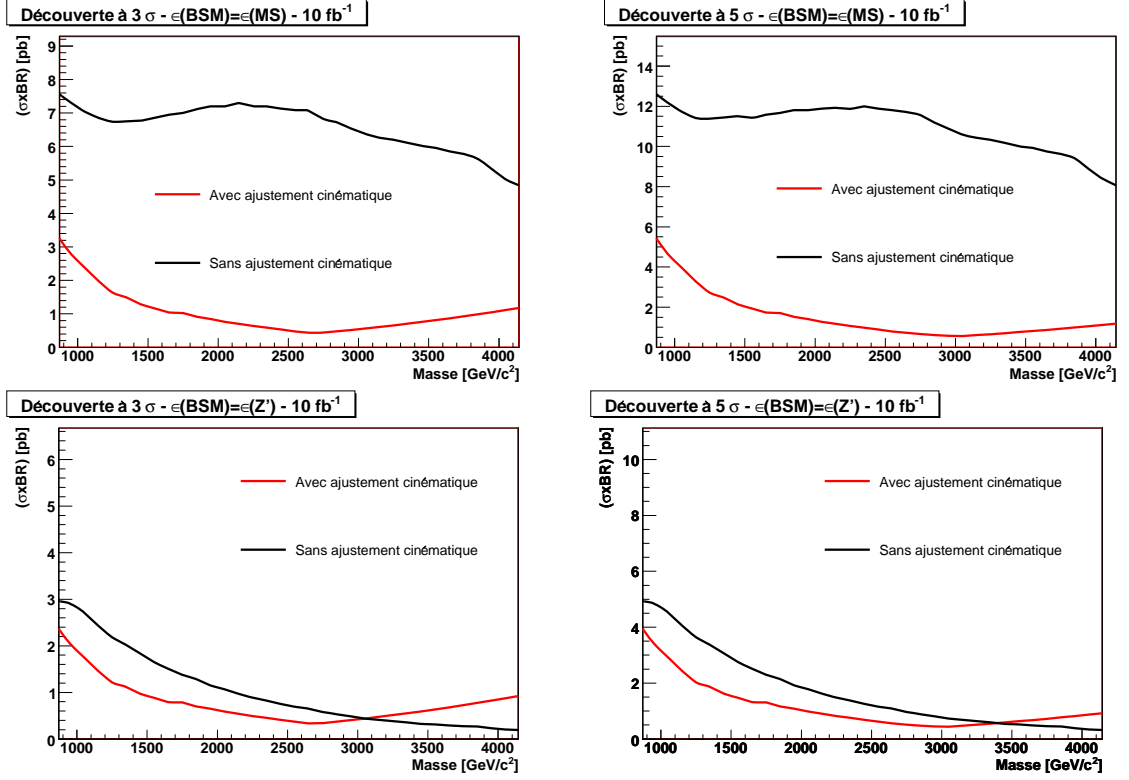 Découverte à 3 σ - ∈(BSM)=∈(MS) - 10 fb⁻¹
(σxBR) [pb]
9
8
7
6
5
4
3
2
1
0
Avec ajustement cinématique
Sans ajustement cinématique
1000 1500 2000 2500 3000 3500 4000
Masse [GeV/c²]
Découverte à 5 σ - ∈(BSM)=∈(MS) - 10 fb⁻¹
(σxBR) [pb]
14
12
10
8
6
4
2
0
Avec ajustement cinématique
Sans ajustement cinématique
1000 1500 2000 2500 3000 3500 4000
Masse [GeV/c²]
Découverte à 3 σ - ∈(BSM)=∈(Z') - 10 fb⁻¹
(σxBR) [pb]
6
5
4
3
2
1
0
Avec ajustement cinématique
Sans ajustement cinématique
1000 1500 2000 2500 3000 3500 4000
Masse [GeV/c²]
Découverte à 5 σ - ∈(BSM)=∈(Z') - 10 fb⁻¹
(σxBR) [pb]
10
8
6
4
2
0
Avec ajustement cinématique
Sans ajustement cinématique
1000 1500 2000 2500 3000 3500 4000
Masse [GeV/c²]